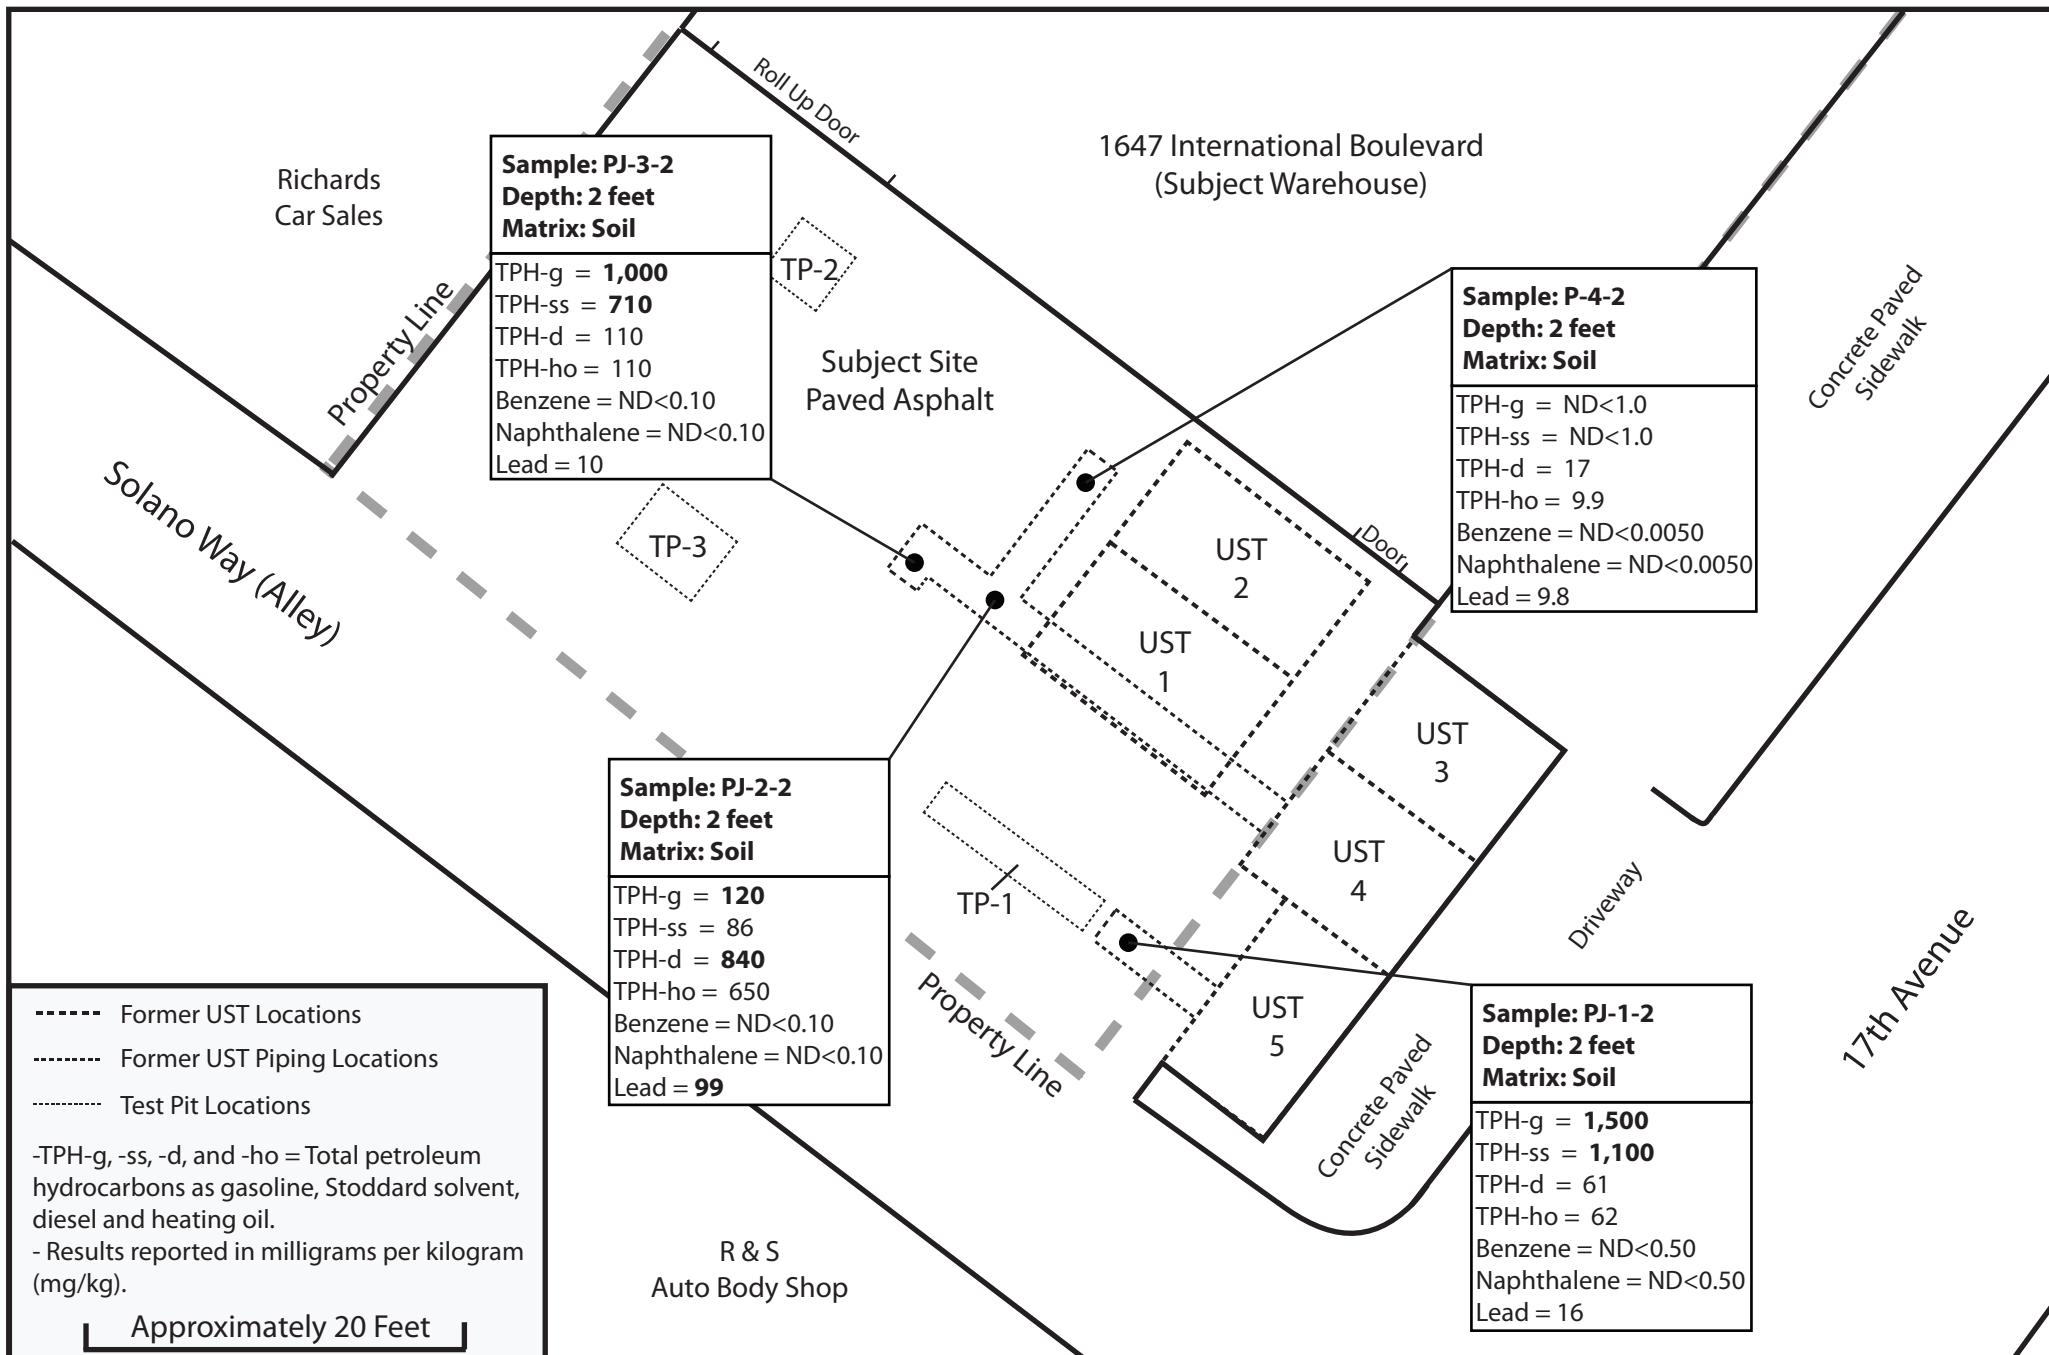 Roll Up Door
1647 International Boulevard
(Subject Warehouse)
Richards
Car Sales
Sample: PJ-3-2
Depth: 2 feet
Matrix: Soil
TPH-g = 1,000
TPH-ss = 710
TPH-d = 110
TPH-ho = 110
Benzene = ND<0.10
Naphthalene = ND<0.10
Lead = 10
TP-2
Property Line
Subject Site
Paved Asphalt
Sample: P-4-2
Depth: 2 feet
Matrix: Soil
TPH-g = ND<1.0
TPH-ss = ND<1.0
TPH-d = 17
TPH-ho = 9.9
Benzene = ND<0.0050
Naphthalene = ND<0.0050
Lead = 9.8
Concrete Paved
Sidewalk
Solano Way (Alley)
TP-3
UST
2
Door
UST
1
UST
3
UST
4
Sample: PJ-2-2
Depth: 2 feet
Matrix: Soil
TPH-g = 120
TPH-ss = 86
TPH-d = 840
TPH-ho = 650
Benzene = ND<0.10
Naphthalene = ND<0.10
Lead = 99
TP-1
Driveway
17th Avenue
Property Line
UST
5
Concrete Paved
Sidewalk
Sample: PJ-1-2
Depth: 2 feet
Matrix: Soil
TPH-g = 1,500
TPH-ss = 1,100
TPH-d = 61
TPH-ho = 62
Benzene = ND<0.50
Naphthalene = ND<0.50
Lead = 16
Former UST Locations
Former UST Piping Locations
Test Pit Locations
-TPH-g, -ss, -d, and -ho = Total petroleum
hydrocarbons as gasoline, Stoddard solvent,
diesel and heating oil.
- Results reported in milligrams per kilogram
(mg/kg).
Approximately 20 Feet
R & S
Auto Body Shop